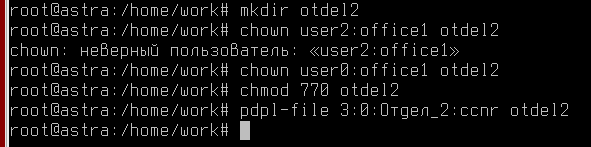 root@astra:/home/work# mkdir otdel2
root@astra:/home/work# chown user2:office1 otdel2
chown: неверный пользователь: «user2:office1»
root@astra:/home/work# chown user0:office1 otdel2
root@astra:/home/work# chmod 770 otdel2
root@astra:/home/work# pdpl-file 3:0:Отдел_2:ccnr otdel2
root@astra:/home/work#